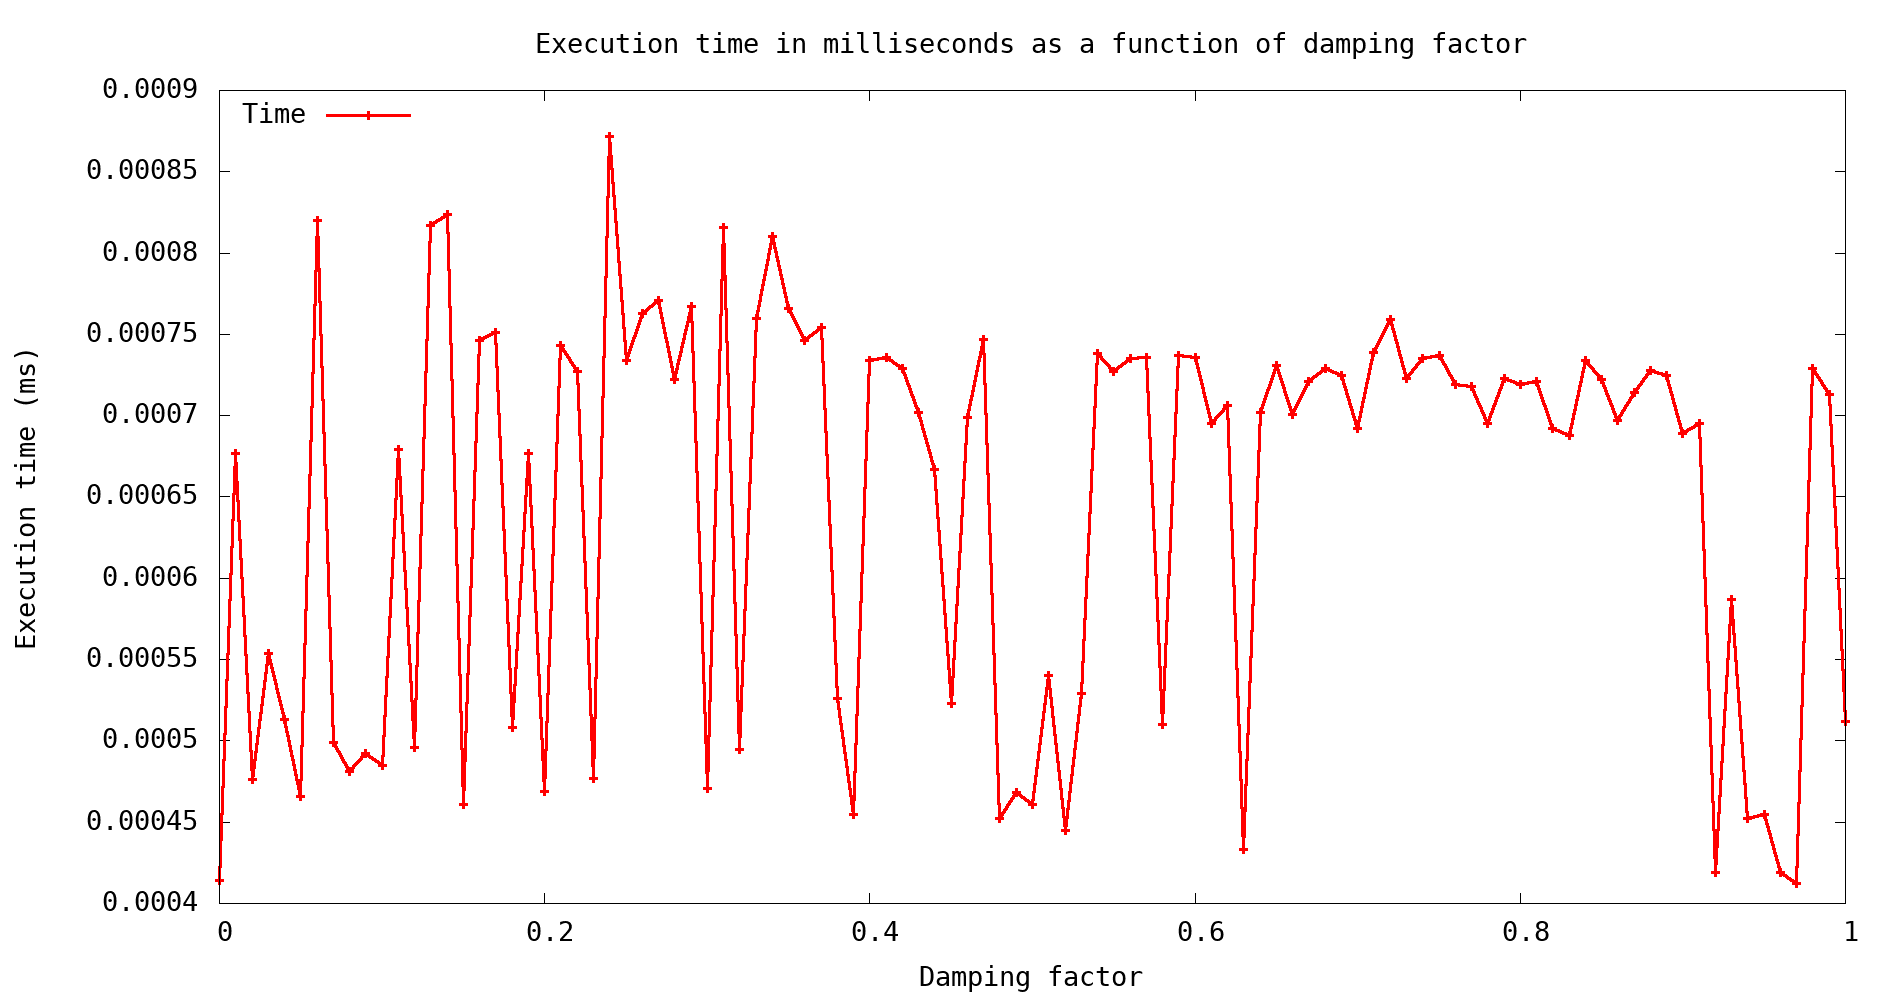 Execution time in milliseconds as a function of damping factor
Time
0.0009
0.00085
0.0008
0.00075
0.0007
0.00065
0.0006
0.00055
0.0005
0.00045
0.0004
Execution time (ms)
0 0.2 0.4 0.6 0.8 1
Damping factor